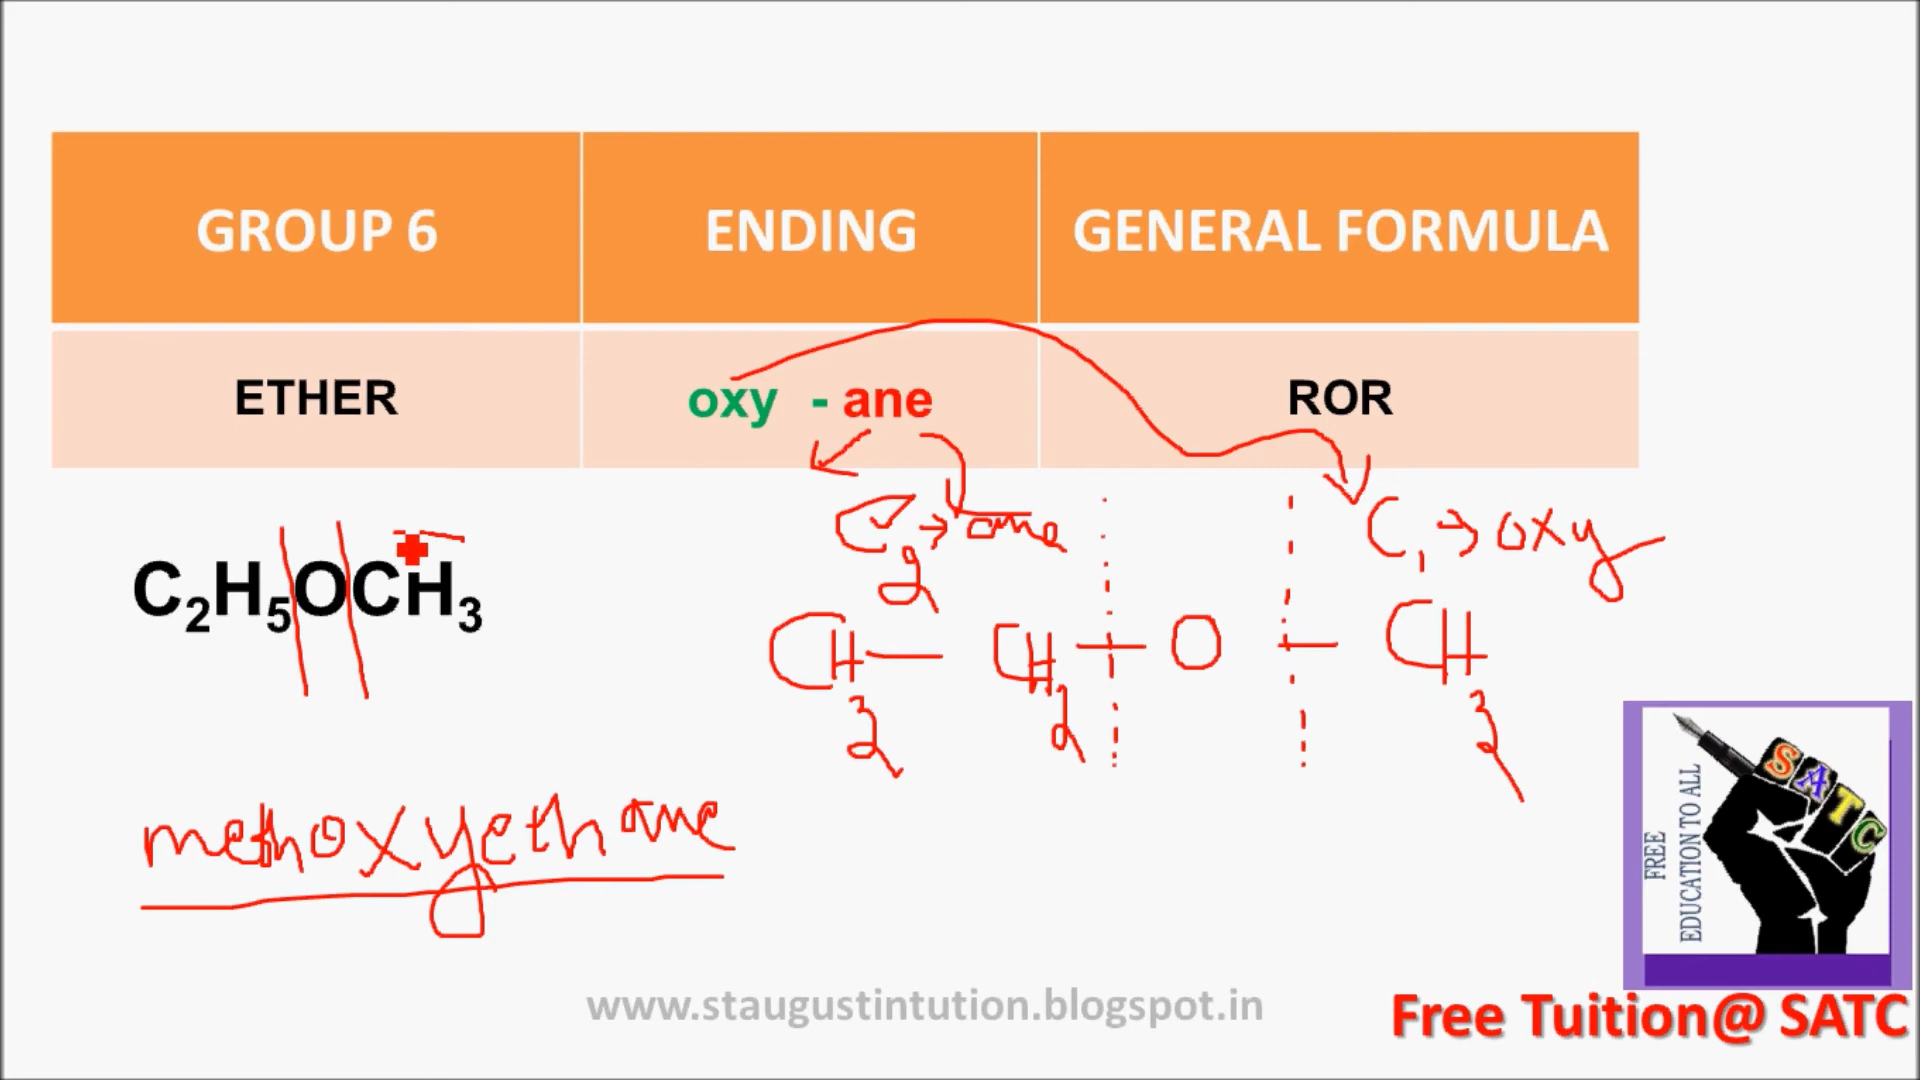 GROUP 6 ENDING GENERAL FORMULA
ETHER oxy - ane ROR
C2 → ane C1 → oxy
C₂H₅OCH₃
CH3 — CH2 — O — CH3
methoxyethane
FREE
EDUCATION TO ALL
SATC
www.staugustintution.blogspot.in
Free Tuition@ SATC